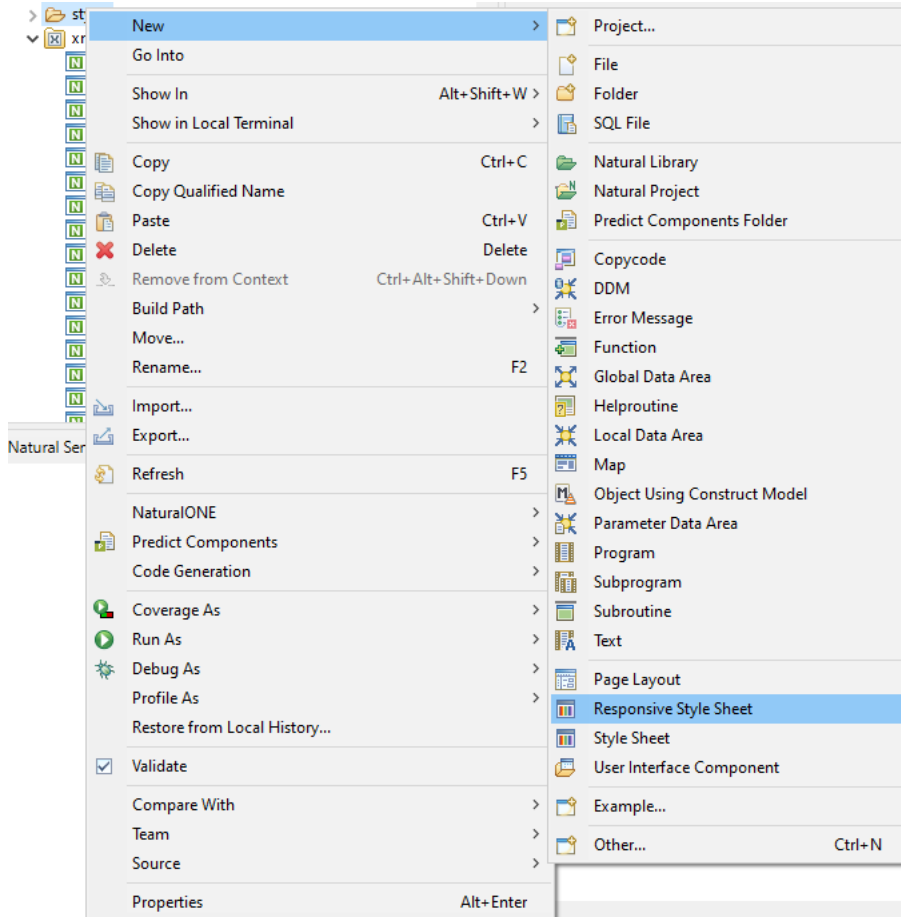 st
xr
New
Go Into
Show In Alt+Shift+W
Show in Local Terminal
Copy Ctrl+C
Copy Qualified Name
Paste Ctrl+V
Delete Delete
Remove from Context Ctrl+Alt+Shift+Down
Build Path
Move...
Rename... F2
Import...
Export...
Refresh F5
NaturalONE
Predict Components
Code Generation
Coverage As
Run As
Debug As
Profile As
Restore from Local History...
Validate
Compare With
Team
Source
Properties Alt+Enter
Natural Ser
Project...
File
Folder
SQL File
Natural Library
Natural Project
Predict Components Folder
Copycode
DDM
Error Message
Function
Global Data Area
Helproutine
Local Data Area
Map
Object Using Construct Model
Parameter Data Area
Program
Subprogram
Subroutine
Text
Page Layout
Responsive Style Sheet
Style Sheet
User Interface Component
Example...
Other... Ctrl+N